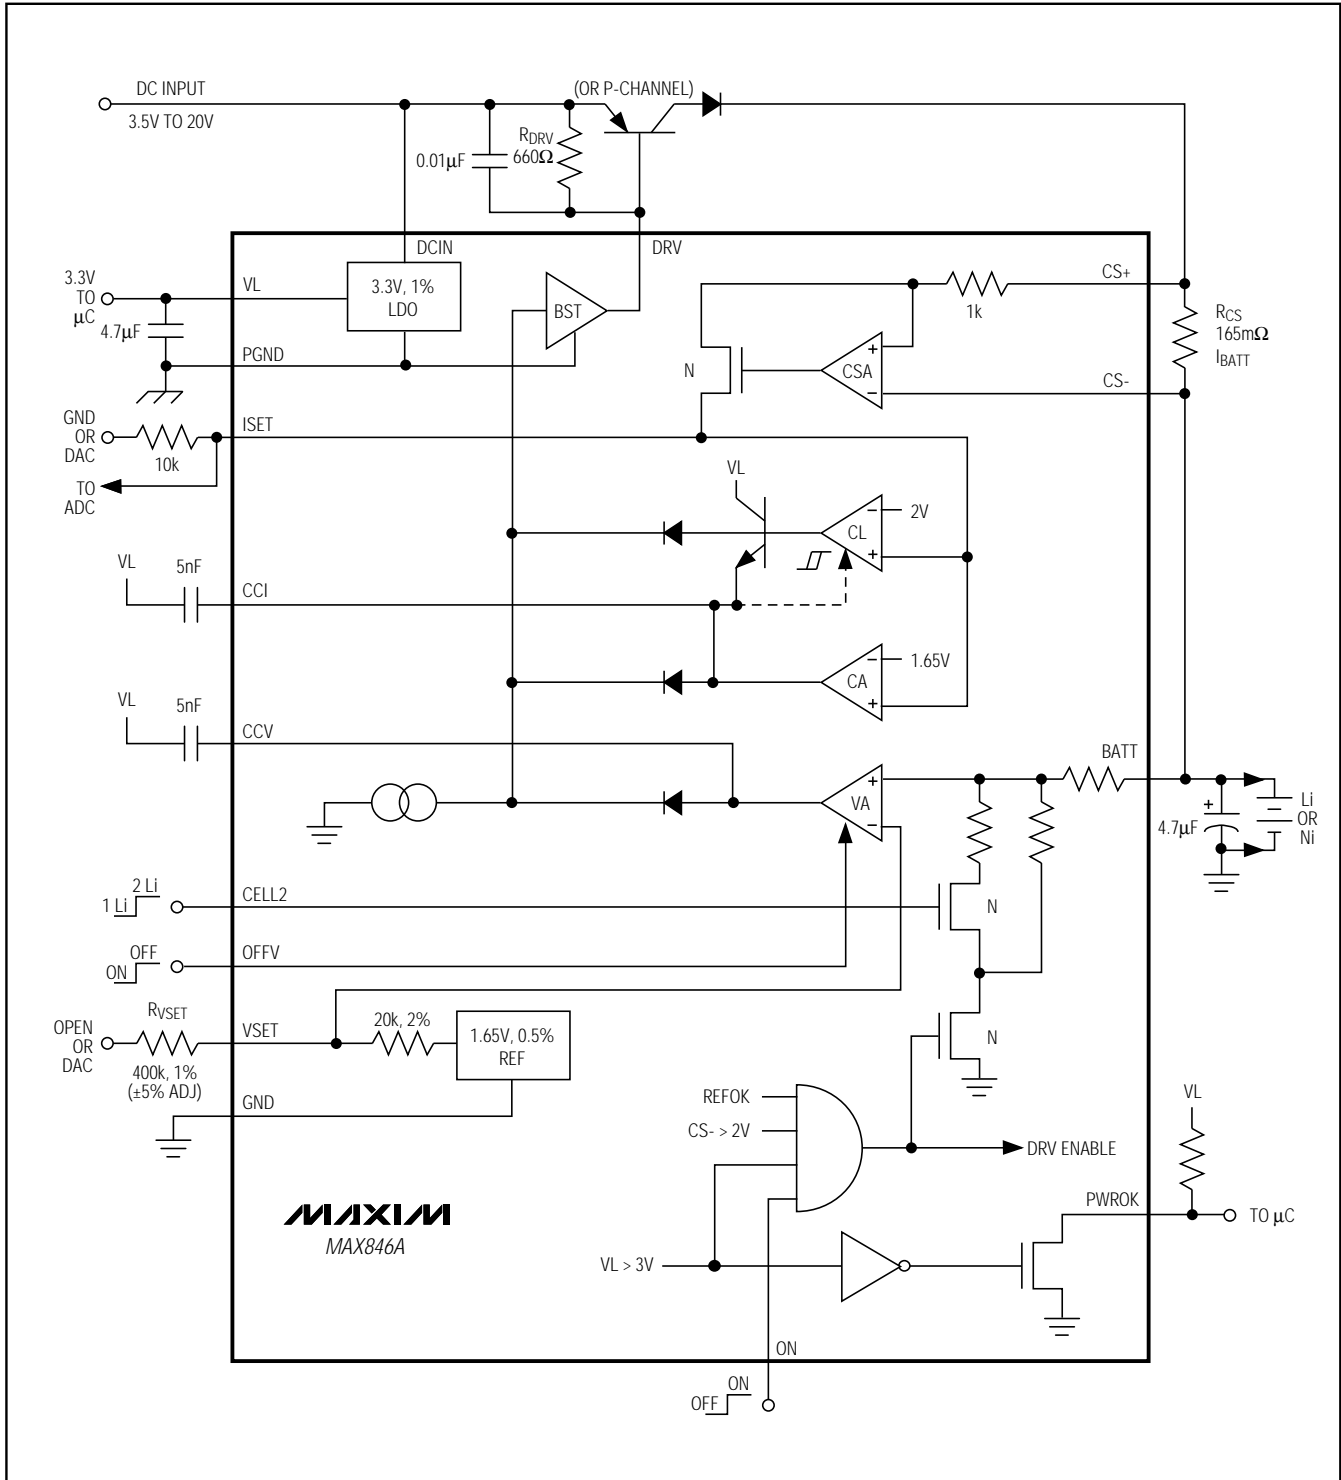 DC INPUT
3.5V TO 20V
(OR P-CHANNEL)
RDRV
660Ω
0.01μF
DCIN
DRV
3.3V
TO
μC
VL
3.3V, 1%
LDO
4.7μF
PGND
BST
CS+
1k
RCS
165mΩ
IBATT
N
CSA
+
−
CS-
GND
OR
DAC
ISET
10k
TO
ADC
VL
CL
−
+
2V
VL
5nF
CCI
CA
−
+
1.65V
VL
5nF
CCV
BATT
VA
+
−
+
4.7μF
Li
OR
Ni
2 Li
1 Li
CELL2
N
OFF
ON
OFFV
RVSET
OPEN
OR
DAC
VSET
20k, 2%
1.65V, 0.5%
REF
N
400k, 1%
(±5% ADJ)
GND
REFOK
CS- > 2V
DRV ENABLE
VL
PWROK
TO μC
MAXIM
MAX846A
VL > 3V
ON
ON
OFF